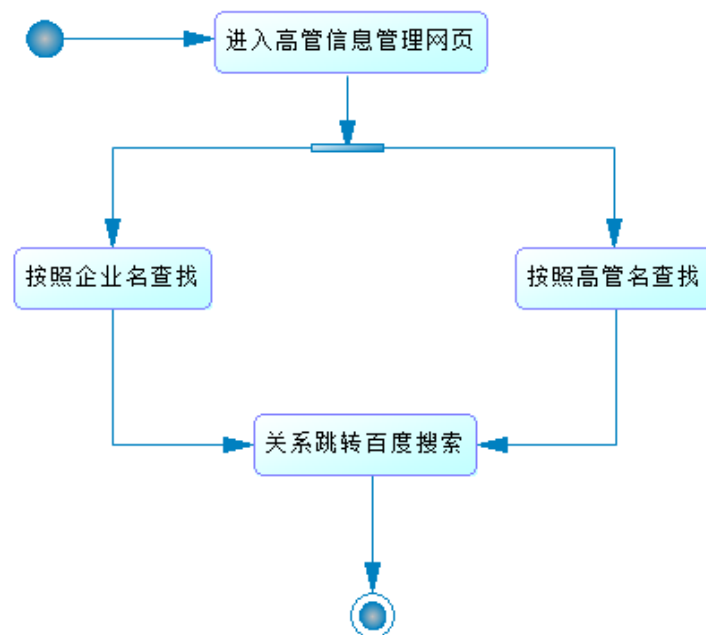 进入高管信息管理网页
按照企业名查找
按照高管名查找
关系跳转百度搜索